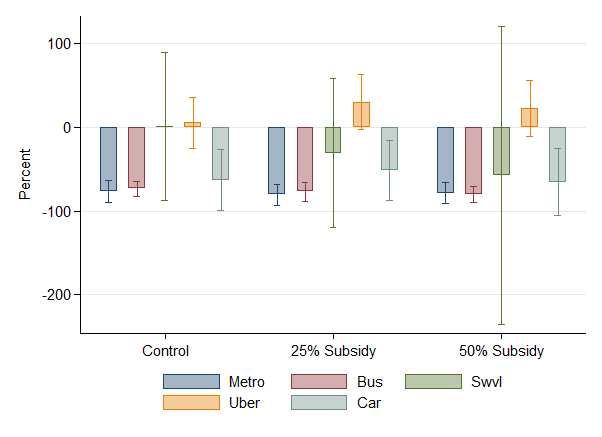 100
0
-100
-200
Percent
Control 25% Subsidy 50% Subsidy
Metro Bus Swvl
Uber Car